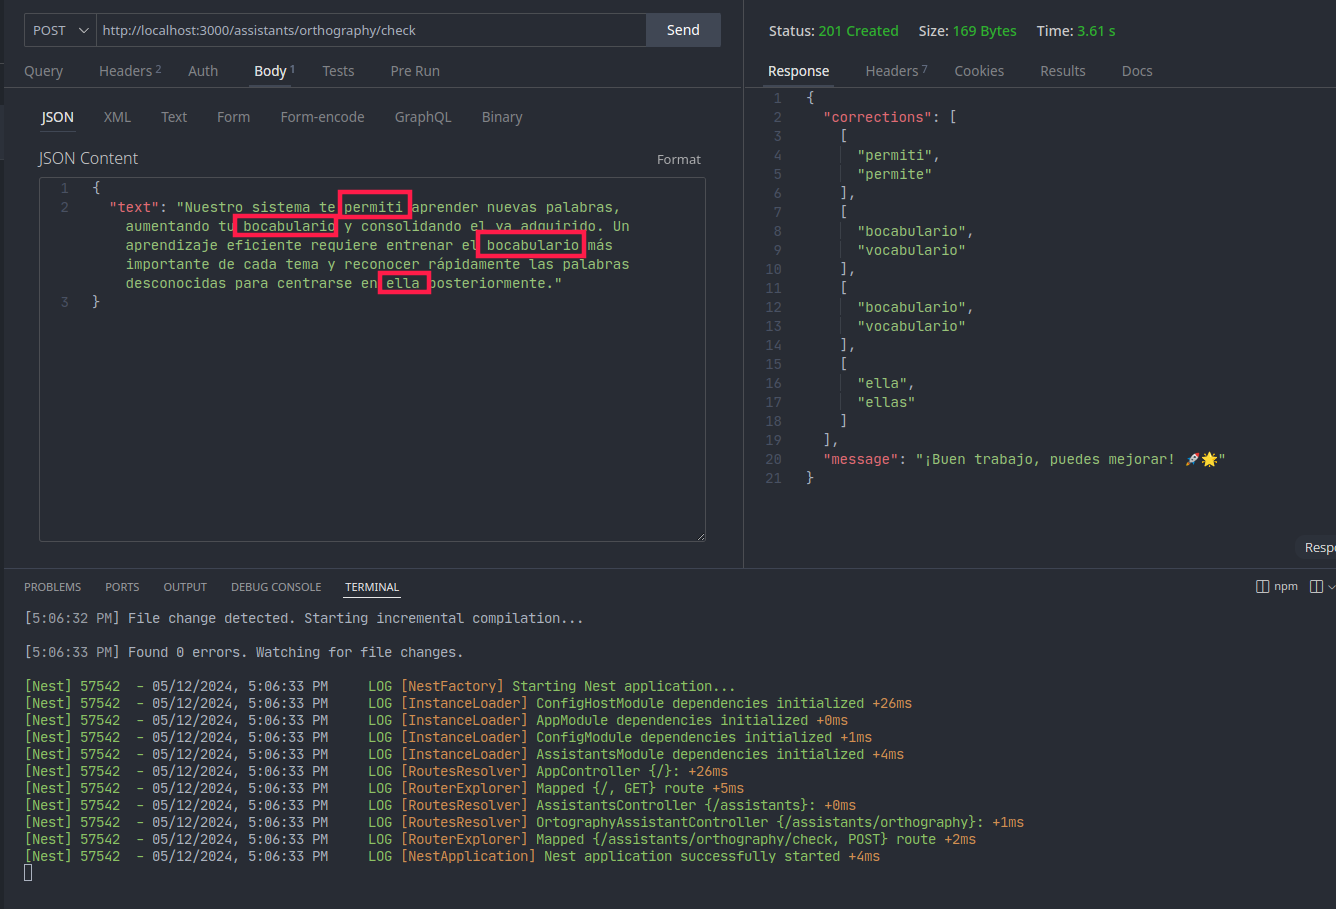 POST http://localhost:3000/assistants/orthography/check Send
Query Headers 2 Auth Body 1 Tests Pre Run
JSON XML Text Form Form-encode GraphQL Binary
JSON Content Format
1 {
2 "text": "Nuestro sistema te permiti aprender nuevas palabras,
aumentando tu bocabulario y consolidando el ya adquirido. Un
aprendizaje eficiente requiere entrenar el bocabulario más
importante de cada tema y reconocer rápidamente las palabras
desconocidas para centrarse en ella posteriormente."
3 }
Status: 201 Created Size: 169 Bytes Time: 3.61 s
Response Headers 7 Cookies Results Docs
1 {
2 "corrections": [
3 [
4 "permiti",
5 "permite"
6 ],
7 [
8 "bocabulario",
9 "vocabulario"
10 ],
11 [
12 "bocabulario",
13 "vocabulario"
14 ],
15 [
16 "ella",
17 "ellas"
18 ]
19 ],
20 "message": "¡Buen trabajo, puedes mejorar! 🚀🌟"
21 }
Respo
PROBLEMS PORTS OUTPUT DEBUG CONSOLE TERMINAL npm
[5:06:32 PM] File change detected. Starting incremental compilation...
[5:06:33 PM] Found 0 errors. Watching for file changes.
[Nest] 57542 - 05/12/2024, 5:06:33 PM LOG [NestFactory] Starting Nest application...
[Nest] 57542 - 05/12/2024, 5:06:33 PM LOG [InstanceLoader] ConfigHostModule dependencies initialized +26ms
[Nest] 57542 - 05/12/2024, 5:06:33 PM LOG [InstanceLoader] AppModule dependencies initialized +0ms
[Nest] 57542 - 05/12/2024, 5:06:33 PM LOG [InstanceLoader] ConfigModule dependencies initialized +1ms
[Nest] 57542 - 05/12/2024, 5:06:33 PM LOG [InstanceLoader] AssistantsModule dependencies initialized +4ms
[Nest] 57542 - 05/12/2024, 5:06:33 PM LOG [RoutesResolver] AppController {/}: +26ms
[Nest] 57542 - 05/12/2024, 5:06:33 PM LOG [RouterExplorer] Mapped {/, GET} route +5ms
[Nest] 57542 - 05/12/2024, 5:06:33 PM LOG [RoutesResolver] AssistantsController {/assistants}: +0ms
[Nest] 57542 - 05/12/2024, 5:06:33 PM LOG [RoutesResolver] OrtographyAssistantController {/assistants/orthography}: +1ms
[Nest] 57542 - 05/12/2024, 5:06:33 PM LOG [RouterExplorer] Mapped {/assistants/orthography/check, POST} route +2ms
[Nest] 57542 - 05/12/2024, 5:06:33 PM LOG [NestApplication] Nest application successfully started +4ms